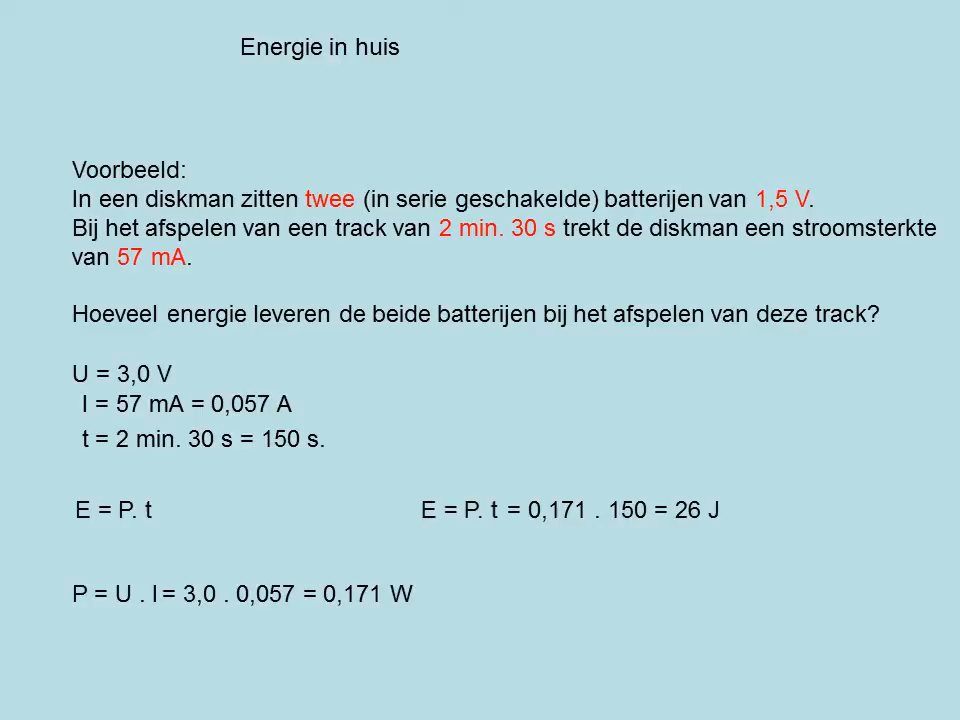 Energie in huis
Voorbeeld:
In een diskman zitten twee (in serie geschakelde) batterijen van 1,5 V.
Bij het afspelen van een track van 2 min. 30 s trekt de diskman een stroomsterkte
van 57 mA.
Hoeveel energie leveren de beide batterijen bij het afspelen van deze track?
U = 3,0 V
I = 57 mA = 0,057 A
t = 2 min. 30 s = 150 s.
E = P. t
E = P. t = 0,171 . 150 = 26 J
P = U . I = 3,0 . 0,057 = 0,171 W